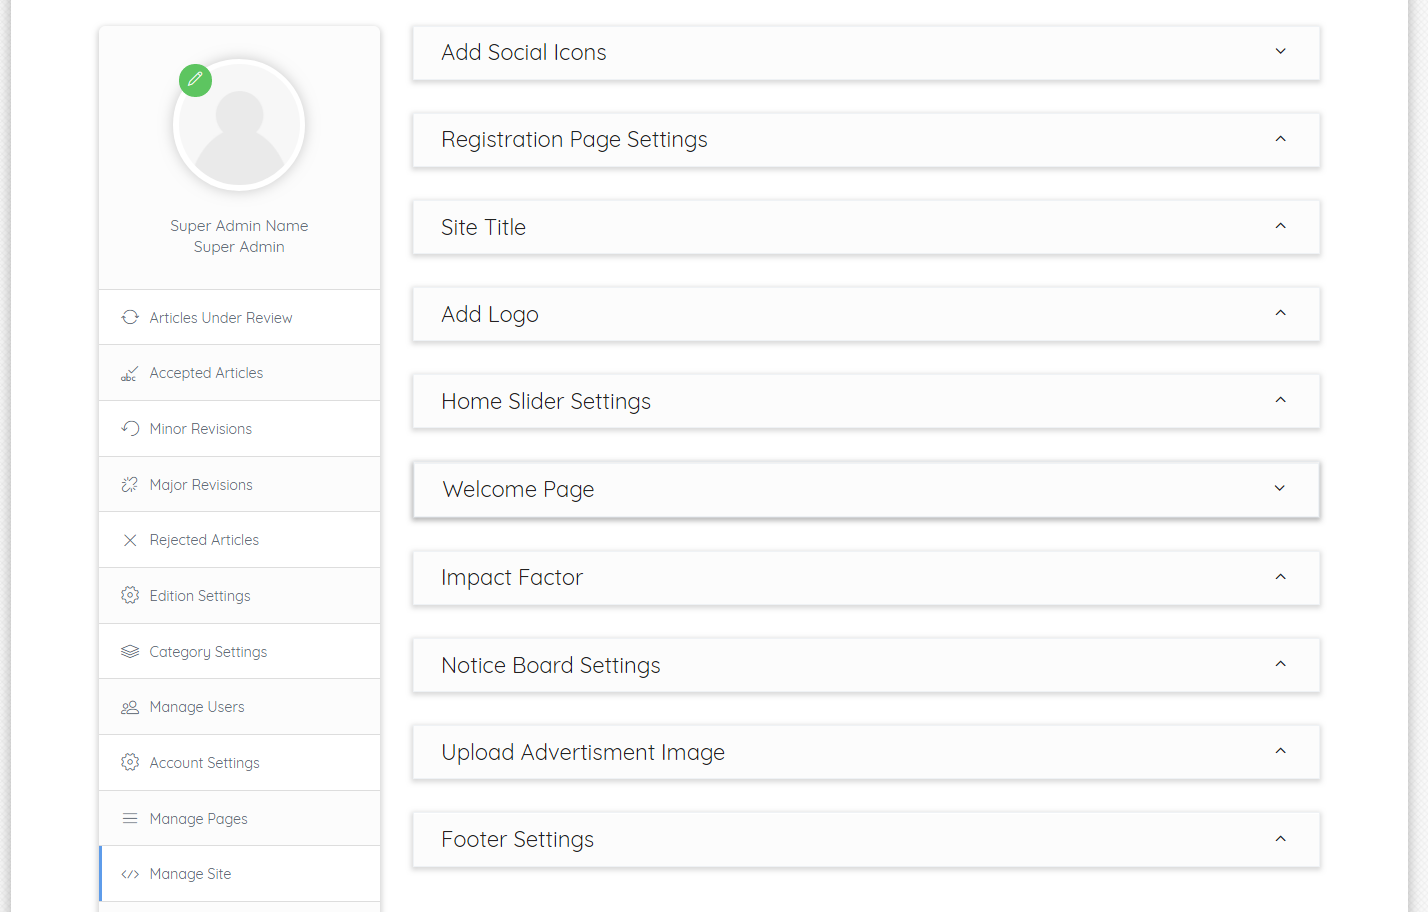 Super Admin Name
Super Admin
Articles Under Review
abc
Accepted Articles
Minor Revisions
Major Revisions
Rejected Articles
Edition Settings
Category Settings
Manage Users
Account Settings
Manage Pages
Manage Site
Add Social Icons
Registration Page Settings
Site Title
Add Logo
Home Slider Settings
Welcome Page
Impact Factor
Notice Board Settings
Upload Advertisment Image
Footer Settings